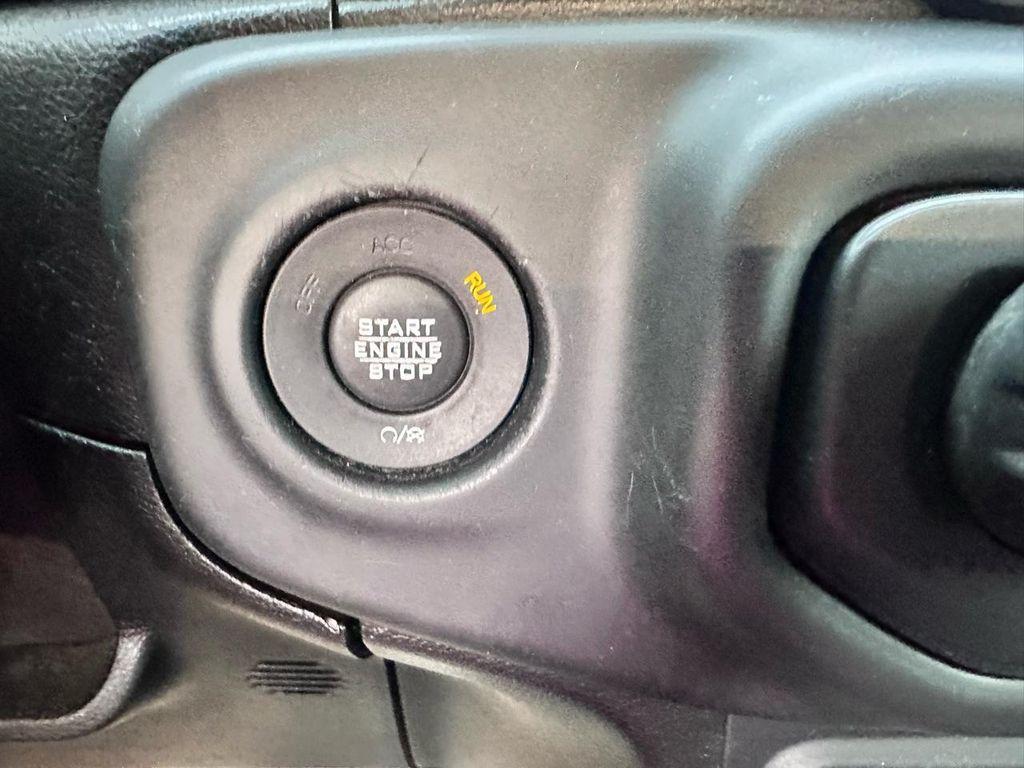 ACC
OFF
RUN
START
ENGINE
STOP